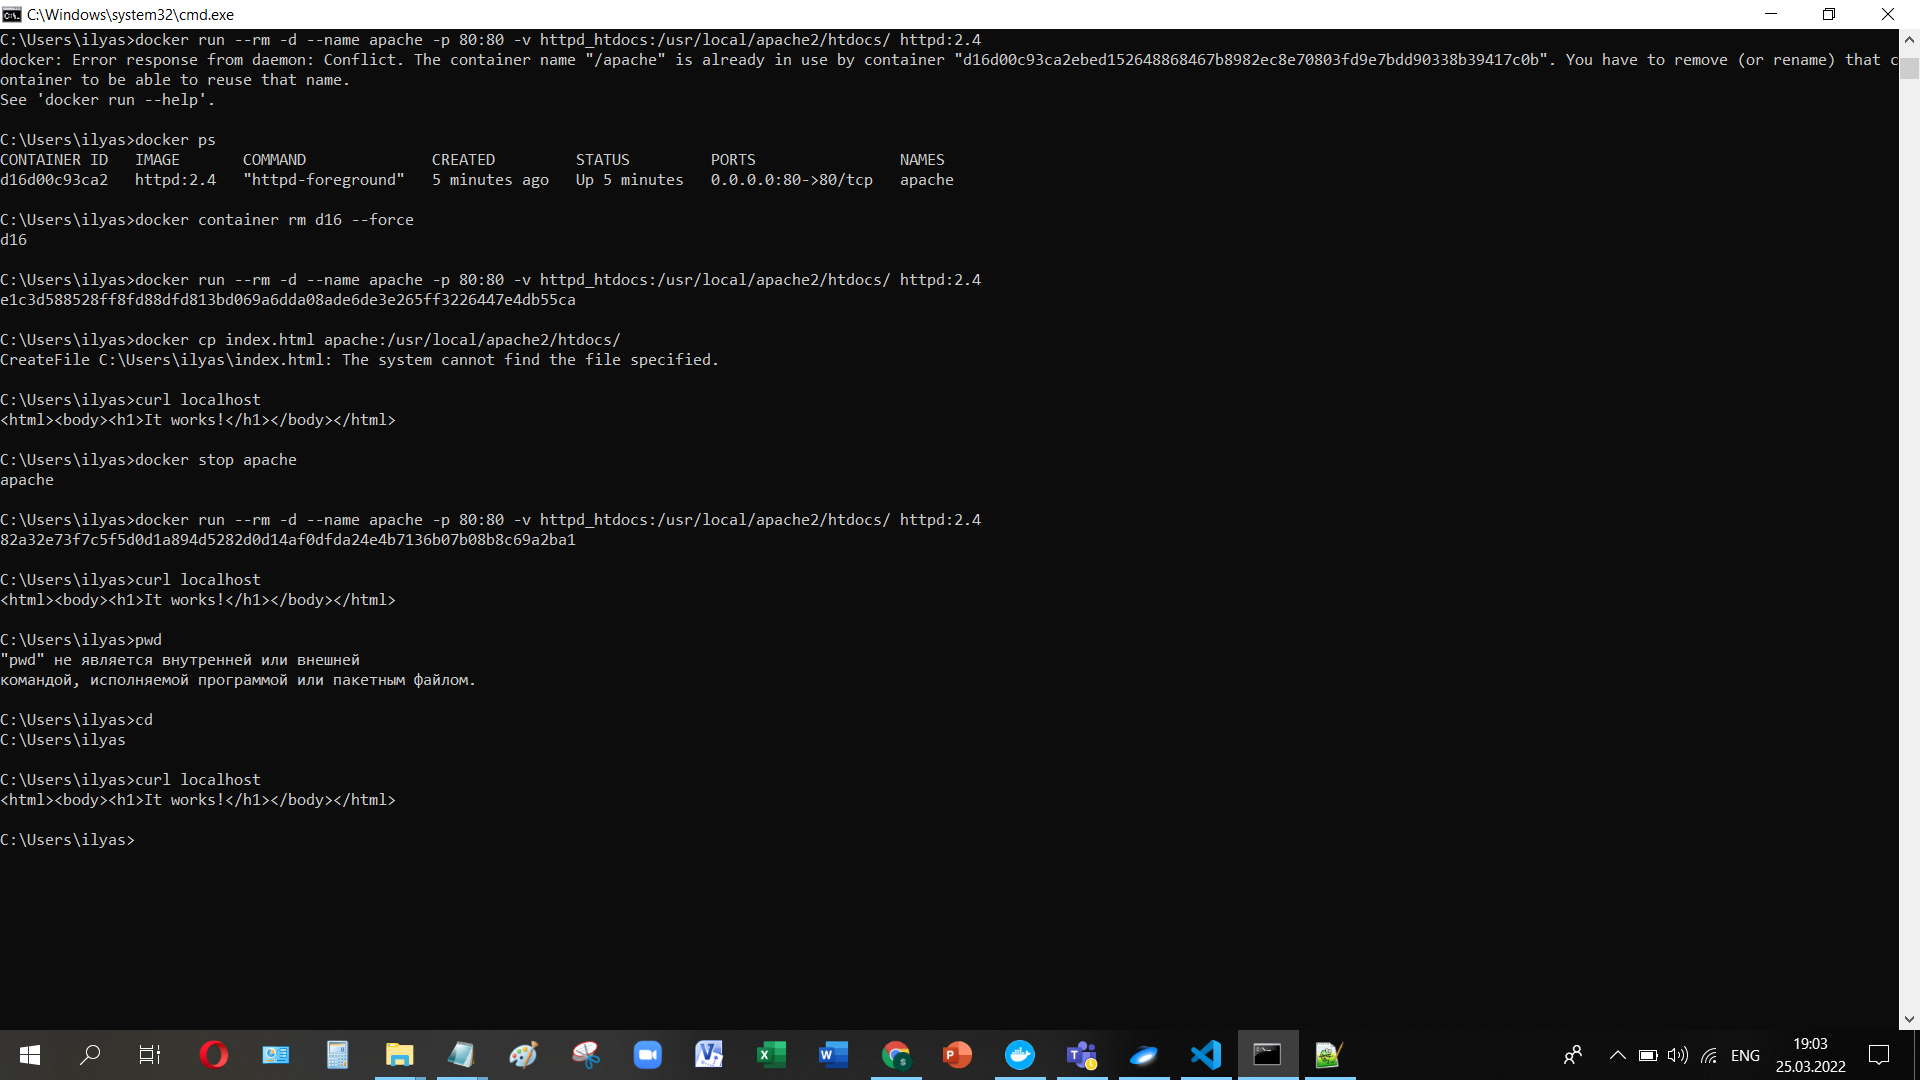 C:\Windows\system32\cmd.exe
C:\Users\ilyas>docker run --rm -d --name apache -p 80:80 -v httpd_htdocs:/usr/local/apache2/htdocs/ httpd:2.4
docker: Error response from daemon: Conflict. The container name "/apache" is already in use by container "d16d00c93ca2ebed152648868467b8982ec8e70803fd9e7bdd90338b39417c0b". You have to remove (or rename) that c
ontainer to be able to reuse that name.
See 'docker run --help'.
C:\Users\ilyas>docker ps
CONTAINER ID   IMAGE       COMMAND              CREATED         STATUS         PORTS                NAMES
d16d00c93ca2   httpd:2.4   "httpd-foreground"   5 minutes ago   Up 5 minutes   0.0.0.0:80->80/tcp   apache
C:\Users\ilyas>docker container rm d16 --force
d16
C:\Users\ilyas>docker run --rm -d --name apache -p 80:80 -v httpd_htdocs:/usr/local/apache2/htdocs/ httpd:2.4
e1c3d588528ff8fd88dfd813bd069a6dda08ade6de3e265ff3226447e4db55ca
C:\Users\ilyas>docker cp index.html apache:/usr/local/apache2/htdocs/
CreateFile C:\Users\ilyas\index.html: The system cannot find the file specified.
C:\Users\ilyas>curl localhost
<html><body><h1>It works!</h1></body></html>
C:\Users\ilyas>docker stop apache
apache
C:\Users\ilyas>docker run --rm -d --name apache -p 80:80 -v httpd_htdocs:/usr/local/apache2/htdocs/ httpd:2.4
82a32e73f7c5f5d0d1a894d5282d0d14af0dfda24e4b7136b07b08b8c69a2ba1
C:\Users\ilyas>curl localhost
<html><body><h1>It works!</h1></body></html>
C:\Users\ilyas>pwd
"pwd" не является внутренней или внешней
командой, исполняемой программой или пакетным файлом.
C:\Users\ilyas>cd
C:\Users\ilyas
C:\Users\ilyas>curl localhost
<html><body><h1>It works!</h1></body></html>
C:\Users\ilyas>
ENG
19:03
25.03.2022